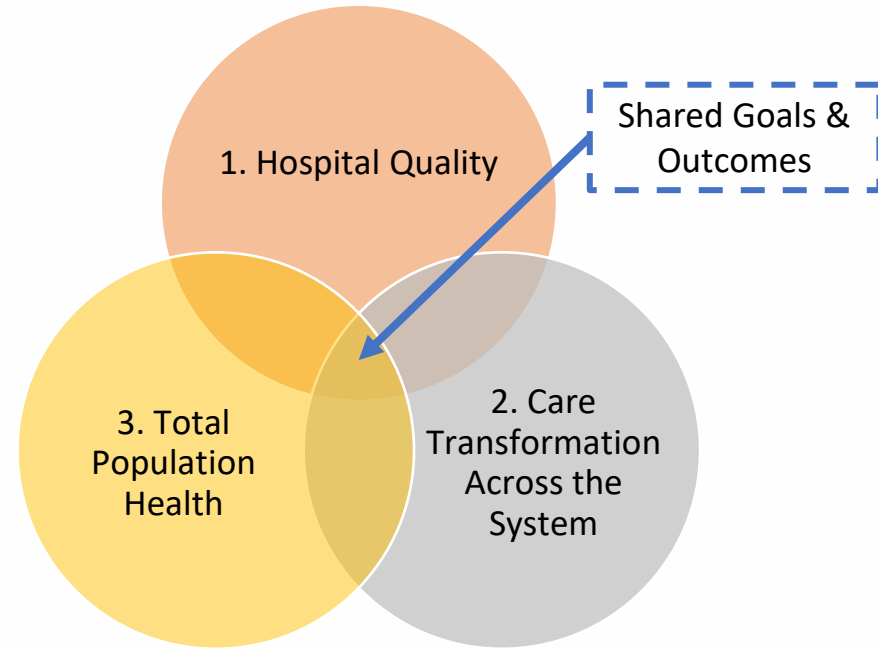 1. Hospital Quality
Shared Goals &
Outcomes
2. Care
Transformation
Across the
System
3. Total
Population
Health